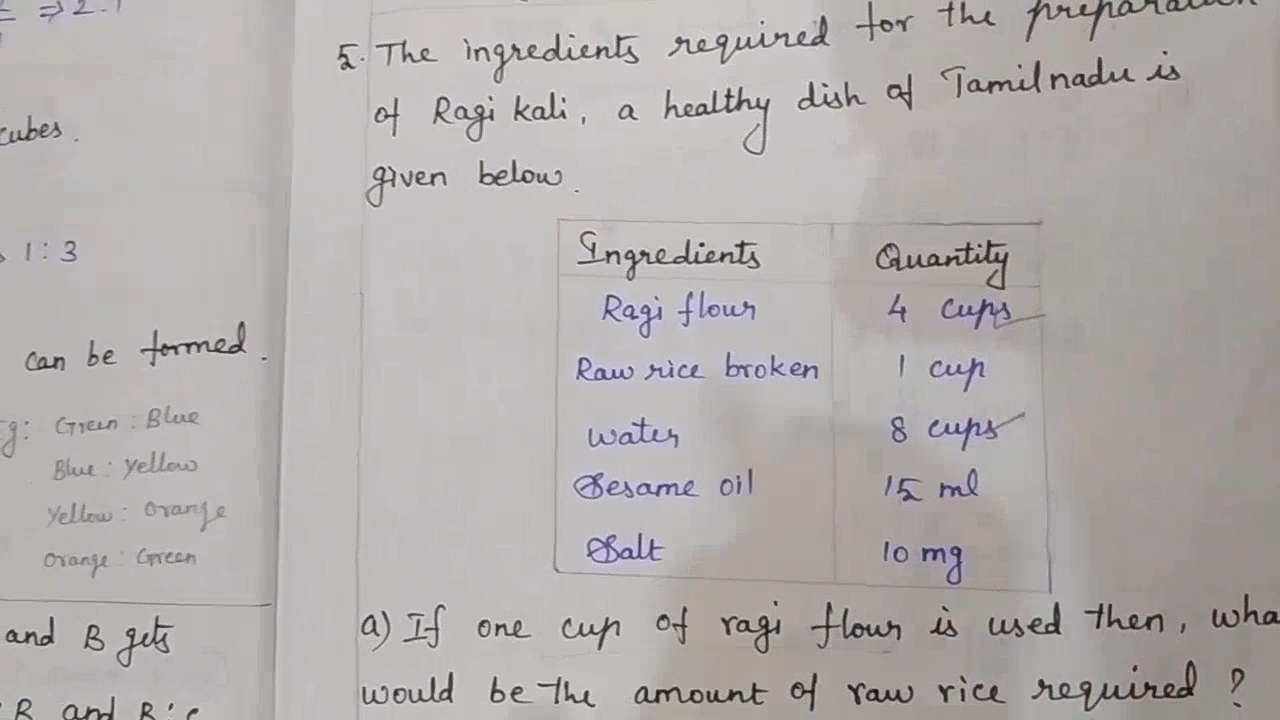 ⇒ 2.1
cubes.
1 : 3
can be formed.
g: Green : Blue
Blue : Yellow
Yellow : Orange
Orange : Green
and B gets
B and B:c
5. The ingredients required for the
of Ragi kali, a healthy dish of Tamilnadu is
given below.
Ingredients Quantity
Ragi flour 4 cups
Raw rice broken 1 cup
Water 8 cups
Sesame oil 15 ml
Salt 10 mg
a) If one cup of ragi flour is used then, wha
would be the amount of raw rice required ?